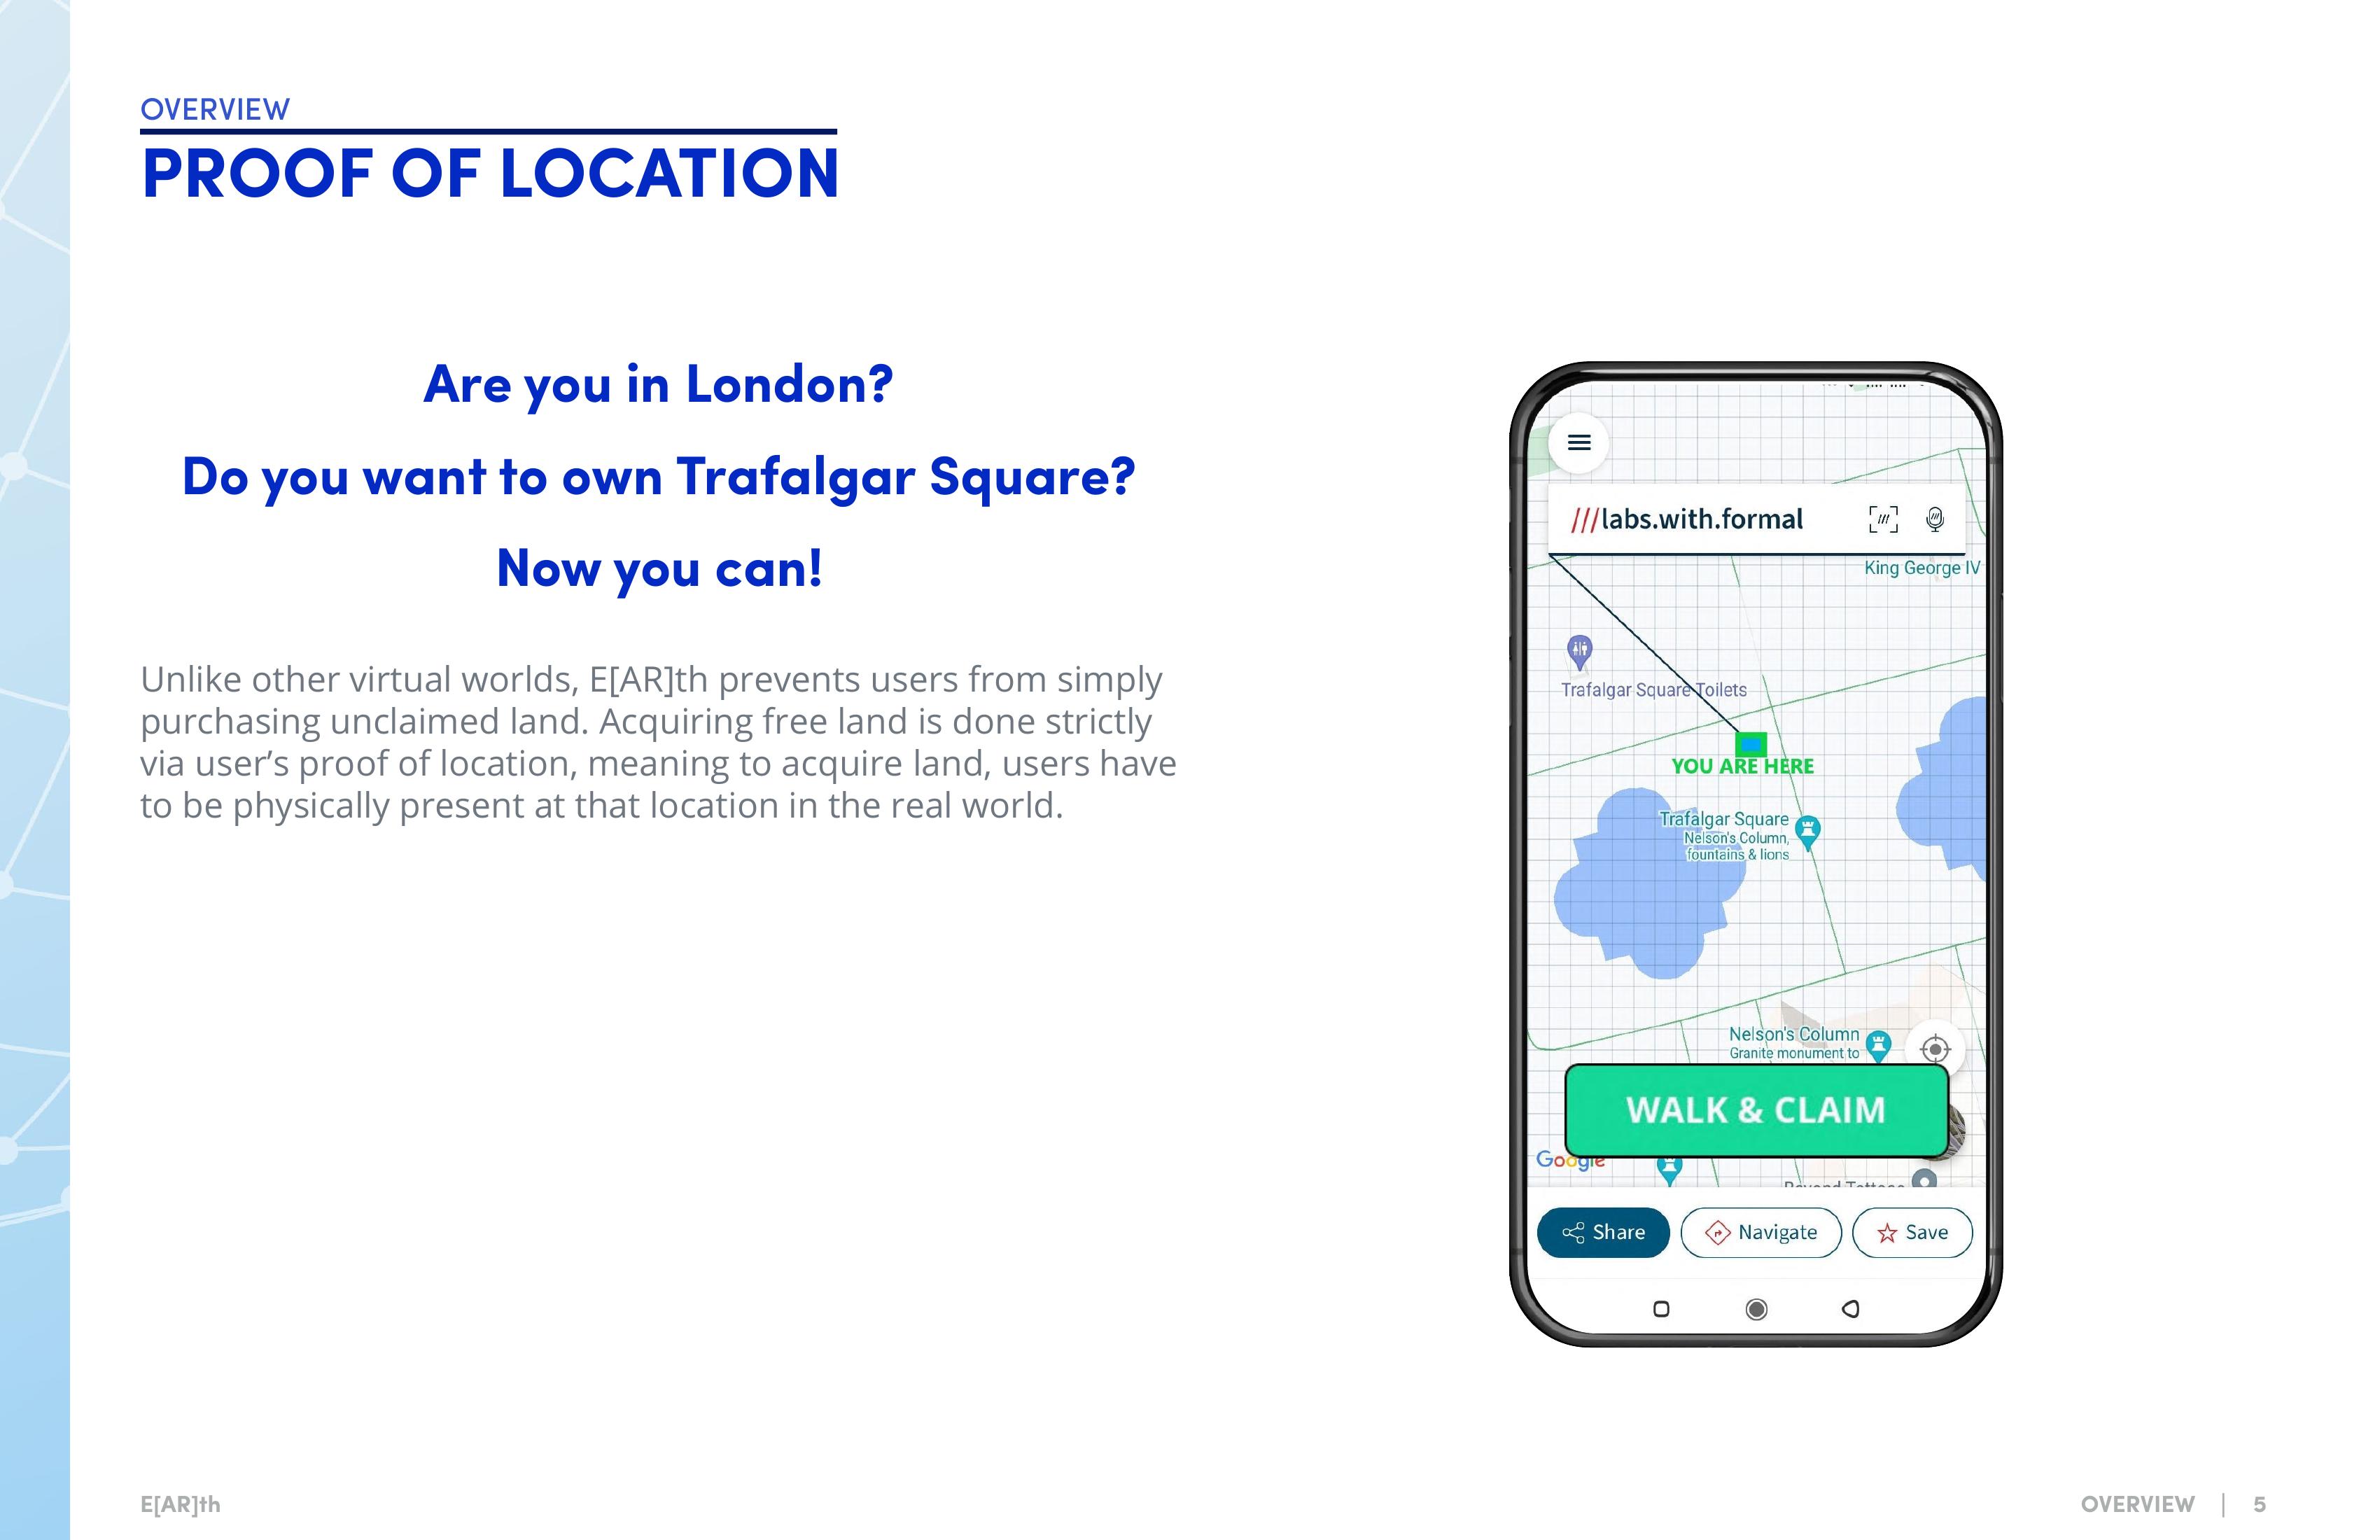 OVERVIEW
PROOF OF LOCATION
Are you in London?
Do you want to own Trafalgar Square?
Now you can!
Unlike other virtual worlds, E[AR]th prevents users from simply
purchasing unclaimed land. Acquiring free land is done strictly
via user’s proof of location, meaning to acquire land, users have
to be physically present at that location in the real world.
///labs.with.formal
King George IV
Trafalgar Square Toilets
YOU ARE HERE
Trafalgar Square
Nelson's Column,
fountains & lions
Nelson's Column
Granite monument to
WALK & CLAIM
Google
Share
Navigate
Save
E[AR]th
OVERVIEW | 5